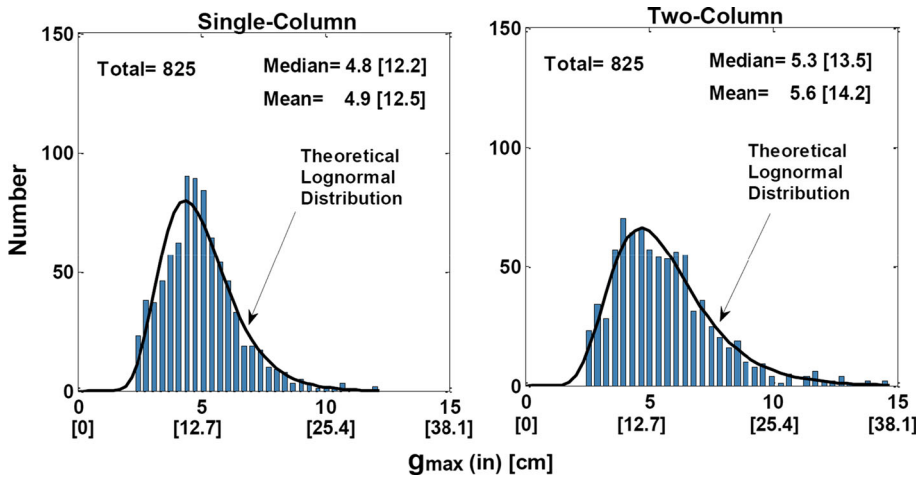 Single-Column
Two-Column
150
Total= 825
Median= 4.8 [12.2]
Mean= 4.9 [12.5]
Theoretical
Lognormal
Distribution
100
50
0
Number
0 5 10 15
[0] [12.7] [25.4] [38.1]
150
Total= 825
Median= 5.3 [13.5]
Mean= 5.6 [14.2]
Theoretical
Lognormal
Distribution
100
50
0
0 5 10 15
[0] [12.7] [25.4] [38.1]
gmax (in) [cm]